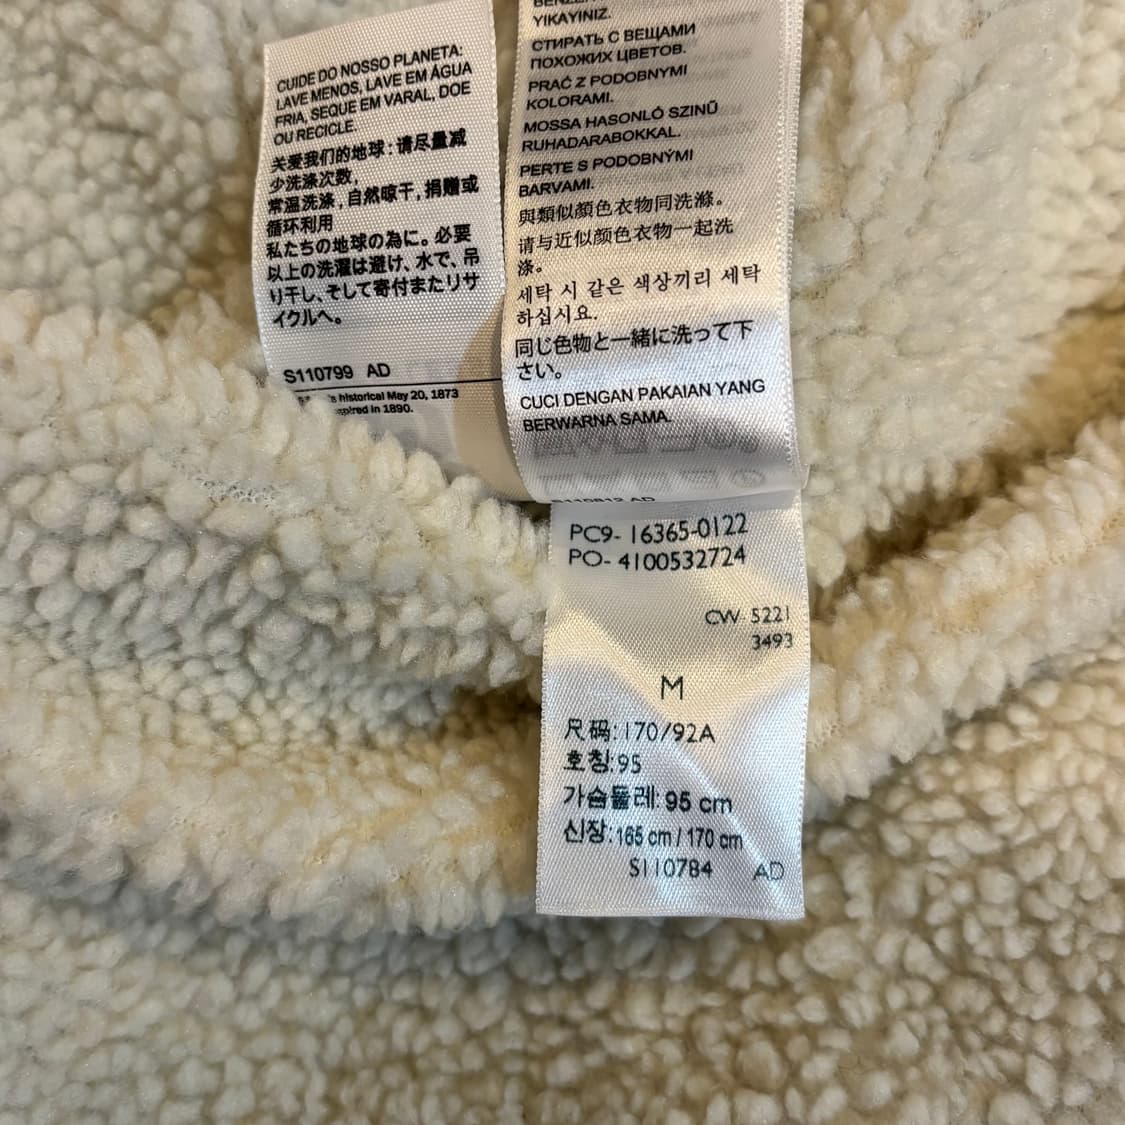 CUIDE DO NOSSO PLANETA:
LAVE MENOS, LAVE EM ÁGUA
FRIA, SEQUE EM VARAL, DOE
OU RECICLE.
关爱我们的地球:请尽量减
少洗涤次数,
常温洗涤,自然晾干,捐赠或
循环利用
私たちの地球の為に。必要
以上の洗濯は避け、水で、吊
り干し、そして寄付またリサ
イクルへ。
S110799 AD
historical May 20, 1873
in 1890.
YIKAYINIZ.
СТИРАТЬ С ВЕЩАМИ
ПОХОЖИХ ЦВЕТОВ.
PRAĆ Z PODOBNYMI
KOLORAMI.
MOSSA HASONLÓ SZINŰ
RUHADARABOKKAL.
PERTE S PODOBNÝMI
BARVAMI.
與類似顏色衣物同洗滌。
请与近似颜色衣物一起洗
涤。
세탁 시 같은 색상끼리 세탁
하십시요.
同じ色物と一緒に洗って下
さい。
CUCI DENGAN PAKAIAN YANG
BERWARNA SAMA.
PC9- 16365-0122
PO- 4100532724
CW 5221
3493
M
尺码:170/92A
호칭:95
가슴둘레:95 cm
신장:165 cm / 170 cm
S110784 AD